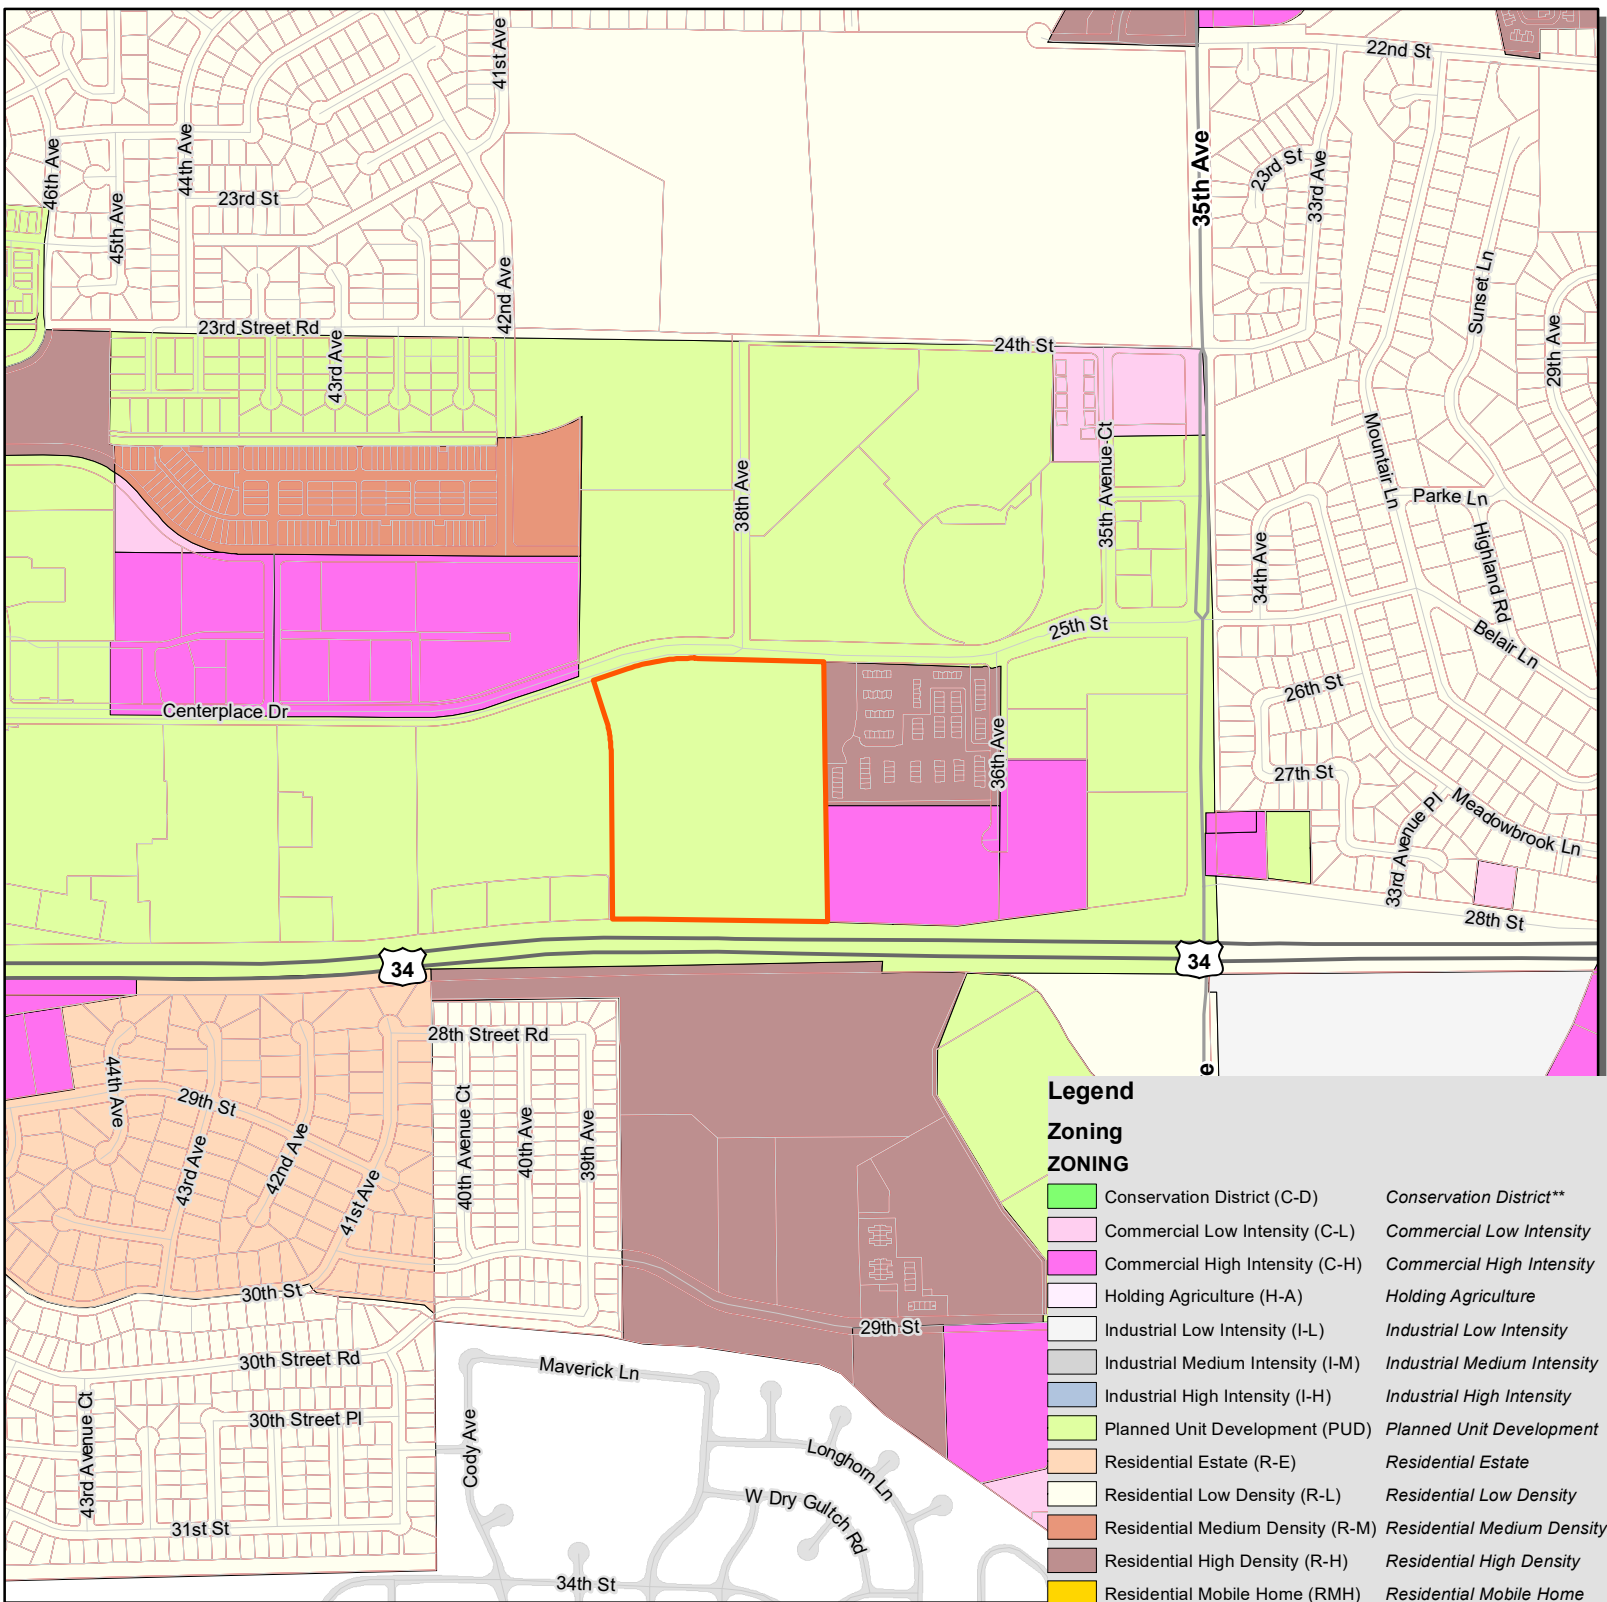 41st Ave
22nd St
35th Ave
46th Ave
44th Ave
23rd St
33rd Ave
23rd St
45th Ave
42nd Ave
Sunset Ln
23rd Street Rd
43rd Ave
24th St
29th Ave
38th Ave
35th Avenue Ct
Mountair Ln
Parke Ln
Highland Rd
34th Ave
25th St
Belair Ln
26th St
Centerplace Dr
36th Ave
27th St
33rd Avenue Pl
Meadowbrook Ln
28th St
34
34
28th Street Rd
44th Ave
29th St
43rd Ave
42nd Ave
41st Ave
40th Avenue Ct
40th Ave
39th Ave
e
30th St
29th St
30th Street Rd
Maverick Ln
43rd Avenue Ct
30th Street Pl
Cody Ave
Longhorn Ln
W Dry Gultch Rd
31st St
34th St
Legend
Zoning
ZONING
Conservation District (C-D) Conservation District**
Commercial Low Intensity (C-L) Commercial Low Intensity
Commercial High Intensity (C-H) Commercial High Intensity
Holding Agriculture (H-A) Holding Agriculture
Industrial Low Intensity (I-L) Industrial Low Intensity
Industrial Medium Intensity (I-M) Industrial Medium Intensity
Industrial High Intensity (I-H) Industrial High Intensity
Planned Unit Development (PUD) Planned Unit Development
Residential Estate (R-E) Residential Estate
Residential Low Density (R-L) Residential Low Density
Residential Medium Density (R-M) Residential Medium Density
Residential High Density (R-H) Residential High Density
Residential Mobile Home (RMH) Residential Mobile Home